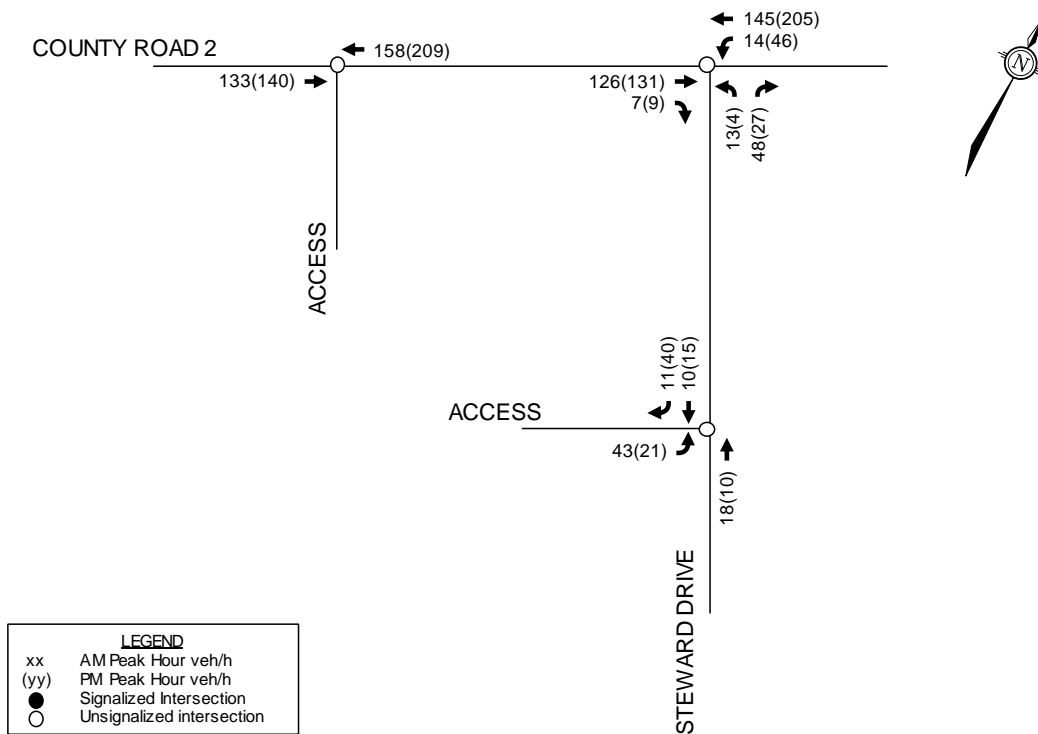 COUNTY ROAD 2
158(209)
133(140)
145(205)
14(46)
126(131)
7(9)
13(4)
48(27)
N
ACCESS
11(40)
10(15)
ACCESS
43(21)
18(10)
STEWARD DRIVE
LEGEND
xx AM Peak Hour veh/h
(yy) PM Peak Hour veh/h
Signalized Intersection
Unsignalized intersection